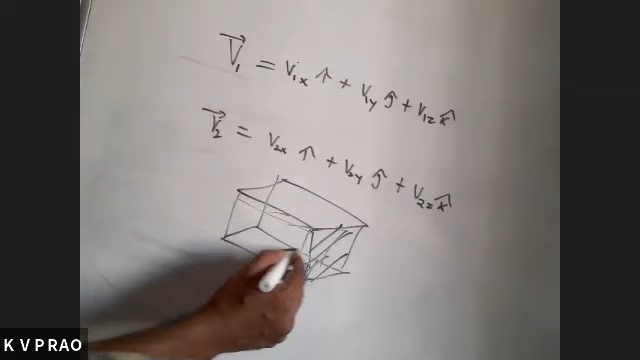 V⃗₁ = V₁ₓ î + V₁y ĵ + V₁z k̂
V⃗₂ = V₂ₓ î + V₂y ĵ + V₂z k̂
K V P RAO